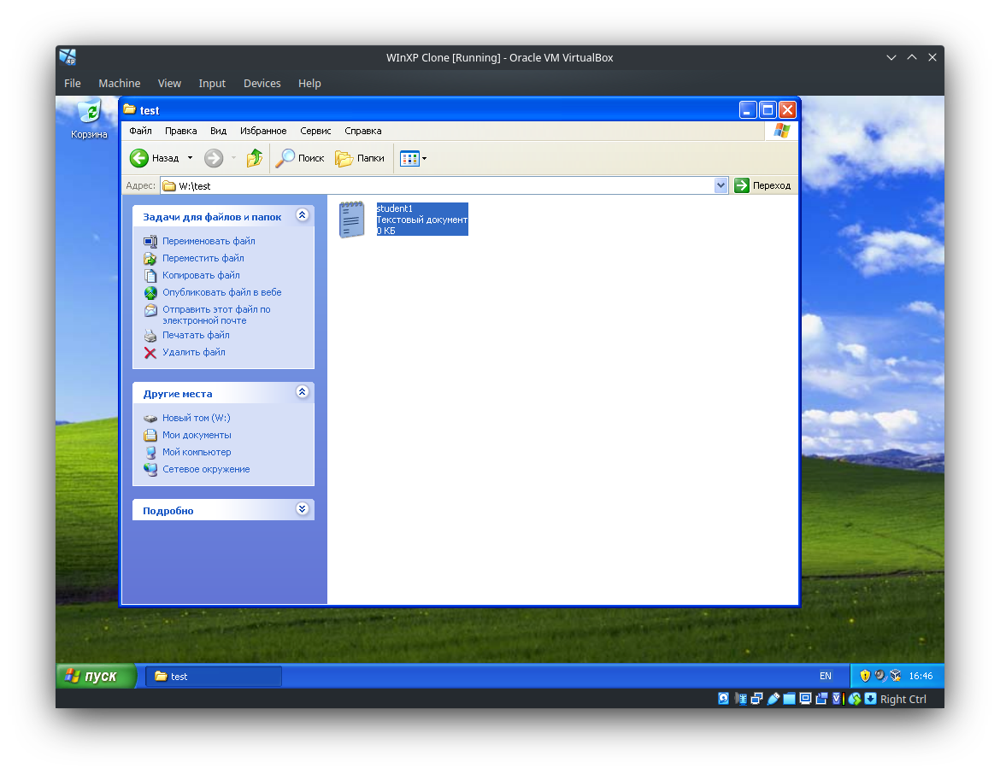 WInXP Clone [Running] - Oracle VM VirtualBox
File Machine View Input Devices Help
Корзина
test
Файл Правка Вид Избранное Сервис Справка
Назад Поиск Папки
Адрес: W:\test Переход
Задачи для файлов и папок
Переименовать файл
Переместить файл
Копировать файл
Опубликовать файл в вебе
Отправить этот файл по
электронной почте
Печатать файл
Удалить файл
Другие места
Новый том (W:)
Мои документы
Мой компьютер
Сетевое окружение
Подробно
student1
Текстовый документ
0 КБ
пуск test EN 16:46
Right Ctrl